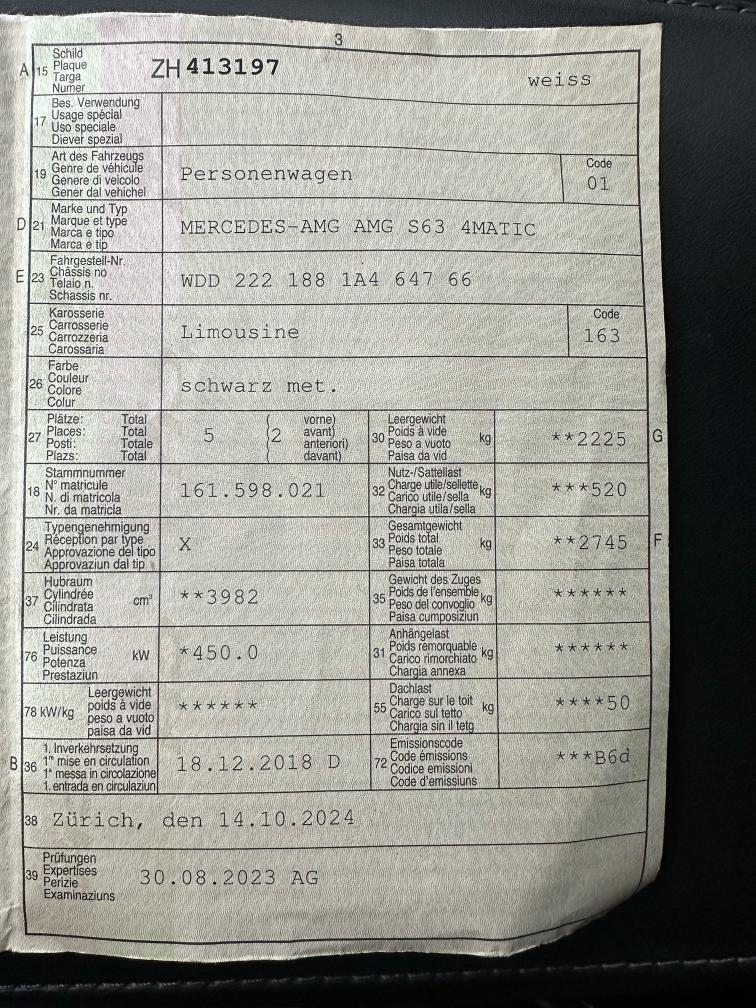 3
A 15 Schild
Plaque
Targa
Numer
ZH 413197 weiss
17 Bes. Verwendung
Usage spécial
Uso speciale
Diever spezial
19 Art des Fahrzeugs
Genre de véhicule
Genere di veicolo
Gener dal vehichel
Personenwagen
Code
01
D 21 Marke und Typ
Marque et type
Marca e tipo
Marca e tip
MERCEDES-AMG AMG S63 4MATIC
E 23 Fahrgestell-Nr.
Châssis no
Telaio n.
Schassis nr.
WDD 222 188 1A4 647 66
25 Karosserie
Carrosserie
Carrozzeria
Carossaria
Limousine
Code
163
26 Farbe
Couleur
Colore
Colur
schwarz met.
27 Plätze: Total
Places: Total
Posti: Totale
Plazs: Total
5 (2 vorne)
avant)
anteriori)
davant)
30 Leergewicht
Poids à vide
Peso a vuoto
Paisa da vid
kg
**2225 G
18 Stammnummer
N° matricule
N. di matricola
Nr. da matricla
161.598.021
32 Nutz-/Sattellast
Charge utile/sellette
Carico utile/sella
Chargia utila/sella
kg
***520
24 Typengenehmigung
Réception par type
Approvazione del tipo
Approvaziun dal tip
X
33 Gesamtgewicht
Poids total
Peso totale
Paisa totala
kg
**2745 F
37 Hubraum
Cylindrée
Cilindrata
Cilindrada
cm³
**3982
35 Gewicht des Zuges
Poids de l'ensemble
Peso del convoglio
Paisa cumposiziun
kg
******
76 Leistung
Puissance
Potenza
Prestaziun
kW
*450.0
31 Anhängelast
Poids remorquable
Carico rimorchiato
Chargia annexa
kg
******
78 kW/kg Leergewicht
poids à vide
peso a vuoto
paisa da vid
******
55 Dachlast
Charge sur le toit
Carico sul tetto
Chargia sin il tetg
kg
****50
B 36 1. Inverkehrsetzung
1re mise en circulation
1a messa in circolazione
1. entrada en circulaziun
18.12.2018 D
72 Emissionscode
Code émissions
Codice emissioni
Code d'emissiuns
***B6d
38 Zürich, den 14.10.2024
39 Prüfungen
Expertises
Perizie
Examinaziuns
30.08.2023 AG